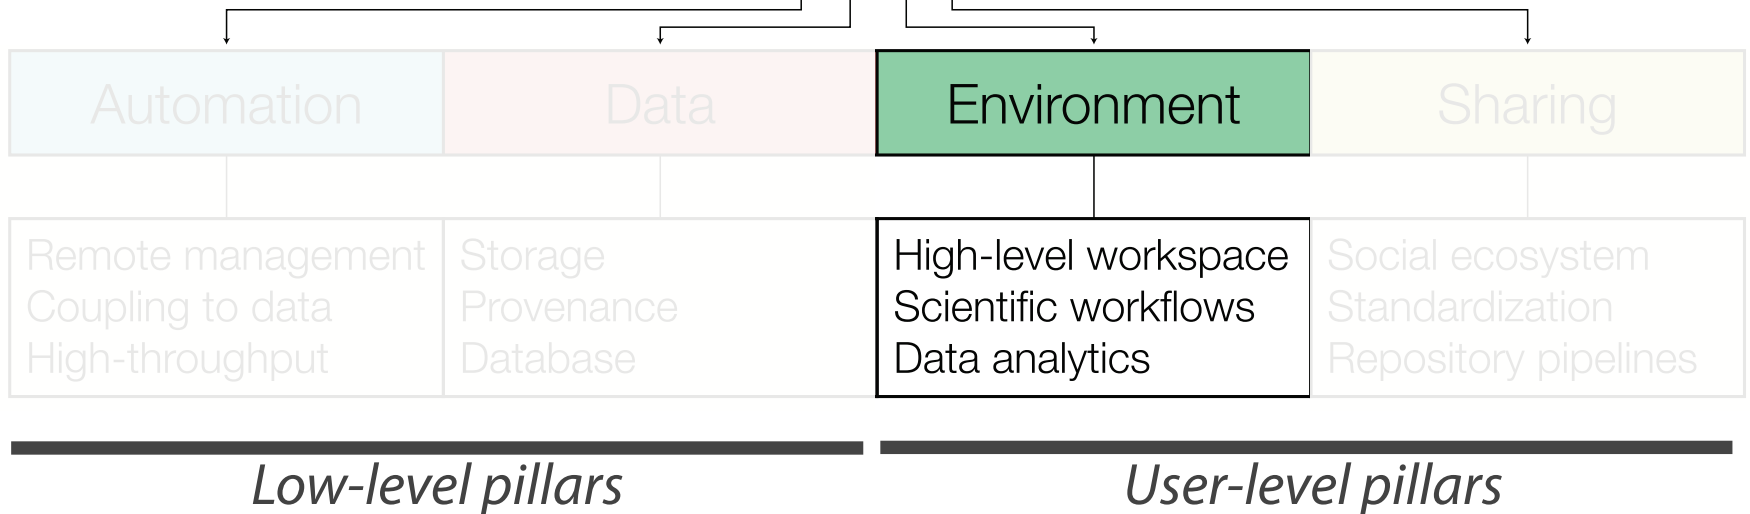 Automation
Data
Environment
Sharing
Remote management
Coupling to data
High-throughput
Storage
Provenance
Database
High-level workspace
Scientific workflows
Data analytics
Social ecosystem
Standardization
Repository pipelines
Low-level pillars
User-level pillars